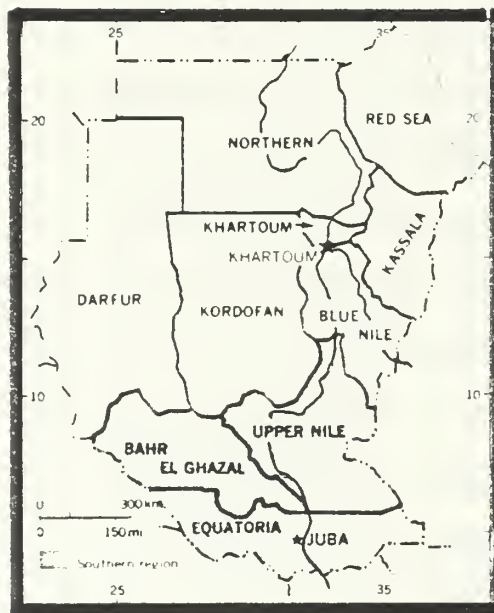 25 35
20 RED SEA 20
NORTHERN
KHARTOUM
KHARTOUM
KASSALA
DARFUR KORDOFAN BLUE
NILE
10 UPPER NILE 10
BAHR
EL GHAZAL
0 300 km.
0 150 mi
EQUATORIA JUBA
Southern region
25 35